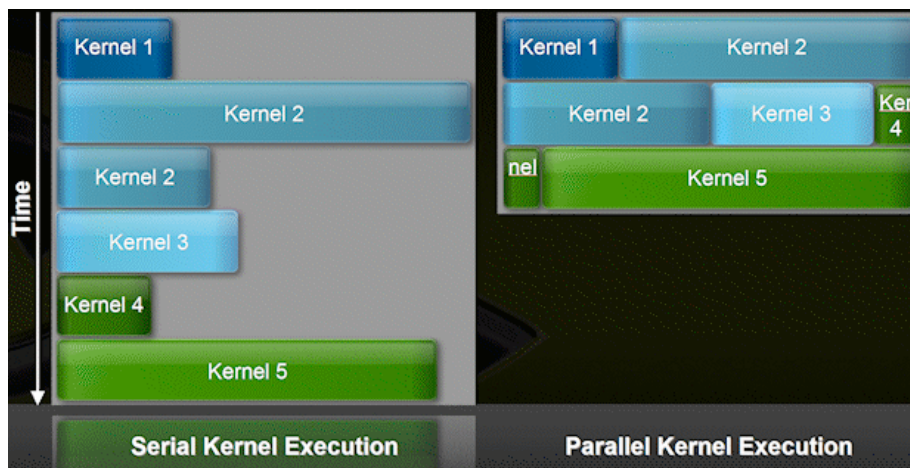 Kernel 1
Kernel 2
Kernel 2
Kernel 3
Kernel 4
Kernel 5
Time
Serial Kernel Execution
Kernel 1 Kernel 2
Kernel 2 Kernel 3 Ker
4
nel Kernel 5
Parallel Kernel Execution